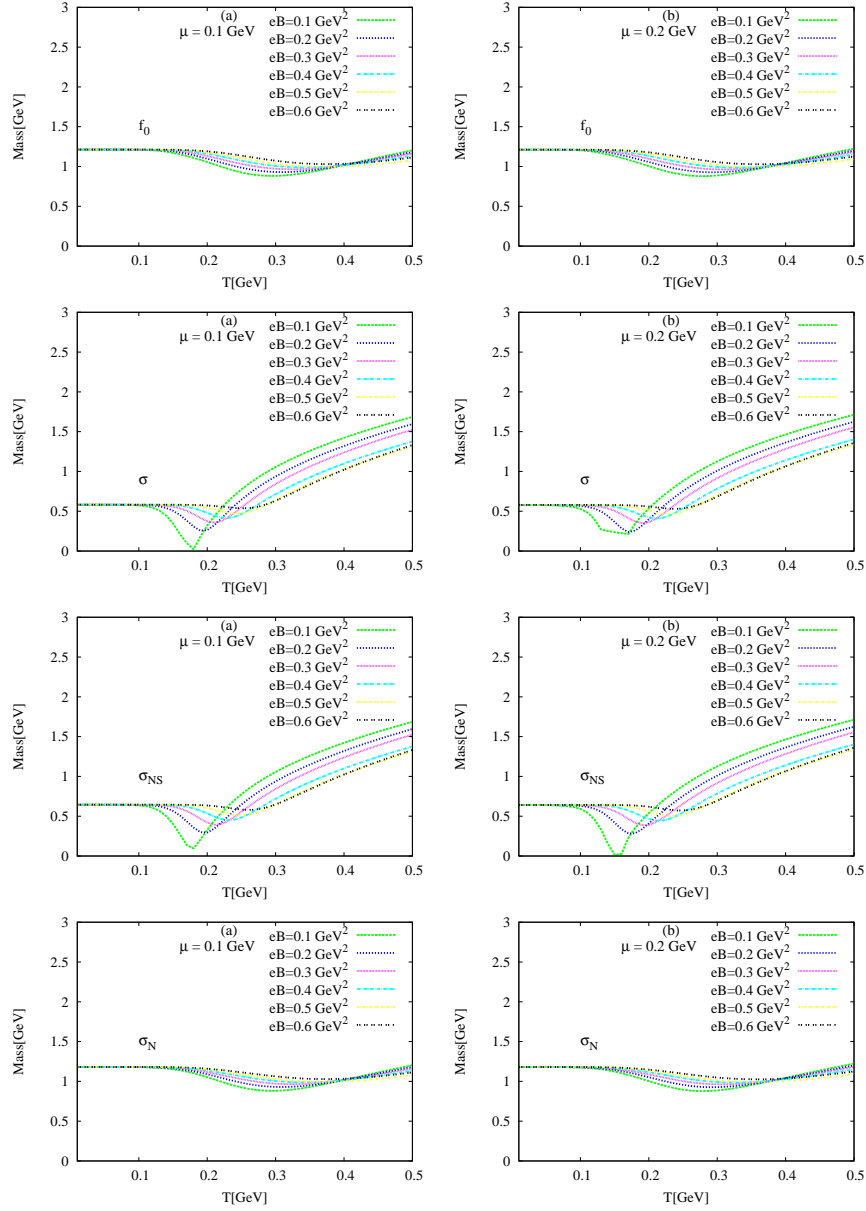 (a)
μ = 0.1 GeV
eB=0.1 GeV²
eB=0.2 GeV²
eB=0.3 GeV²
eB=0.4 GeV²
eB=0.5 GeV²
eB=0.6 GeV²
f₀
Mass[GeV]
3
2.5
2
1.5
1
0.5
0
0.1 0.2 0.3 0.4 0.5
T[GeV]
(b)
μ = 0.2 GeV
eB=0.1 GeV²
eB=0.2 GeV²
eB=0.3 GeV²
eB=0.4 GeV²
eB=0.5 GeV²
eB=0.6 GeV²
f₀
Mass[GeV]
3
2.5
2
1.5
1
0.5
0
0.1 0.2 0.3 0.4 0.5
T[GeV]
(a)
μ = 0.1 GeV
eB=0.1 GeV²
eB=0.2 GeV²
eB=0.3 GeV²
eB=0.4 GeV²
eB=0.5 GeV²
eB=0.6 GeV²
σ
Mass[GeV]
3
2.5
2
1.5
1
0.5
0
0.1 0.2 0.3 0.4 0.5
T[GeV]
(b)
μ = 0.2 GeV
eB=0.1 GeV²
eB=0.2 GeV²
eB=0.3 GeV²
eB=0.4 GeV²
eB=0.5 GeV²
eB=0.6 GeV²
σ
Mass[GeV]
3
2.5
2
1.5
1
0.5
0
0.1 0.2 0.3 0.4 0.5
T[GeV]
(a)
μ = 0.1 GeV
eB=0.1 GeV²
eB=0.2 GeV²
eB=0.3 GeV²
eB=0.4 GeV²
eB=0.5 GeV²
eB=0.6 GeV²
σNS
Mass[GeV]
3
2.5
2
1.5
1
0.5
0
0.1 0.2 0.3 0.4 0.5
T[GeV]
(b)
μ = 0.2 GeV
eB=0.1 GeV²
eB=0.2 GeV²
eB=0.3 GeV²
eB=0.4 GeV²
eB=0.5 GeV²
eB=0.6 GeV²
σNS
Mass[GeV]
3
2.5
2
1.5
1
0.5
0
0.1 0.2 0.3 0.4 0.5
T[GeV]
(a)
μ = 0.1 GeV
eB=0.1 GeV²
eB=0.2 GeV²
eB=0.3 GeV²
eB=0.4 GeV²
eB=0.5 GeV²
eB=0.6 GeV²
σN
Mass[GeV]
3
2.5
2
1.5
1
0.5
0
0.1 0.2 0.3 0.4 0.5
T[GeV]
(b)
μ = 0.2 GeV
eB=0.1 GeV²
eB=0.2 GeV²
eB=0.3 GeV²
eB=0.4 GeV²
eB=0.5 GeV²
eB=0.6 GeV²
σN
Mass[GeV]
3
2.5
2
1.5
1
0.5
0
0.1 0.2 0.3 0.4 0.5
T[GeV]